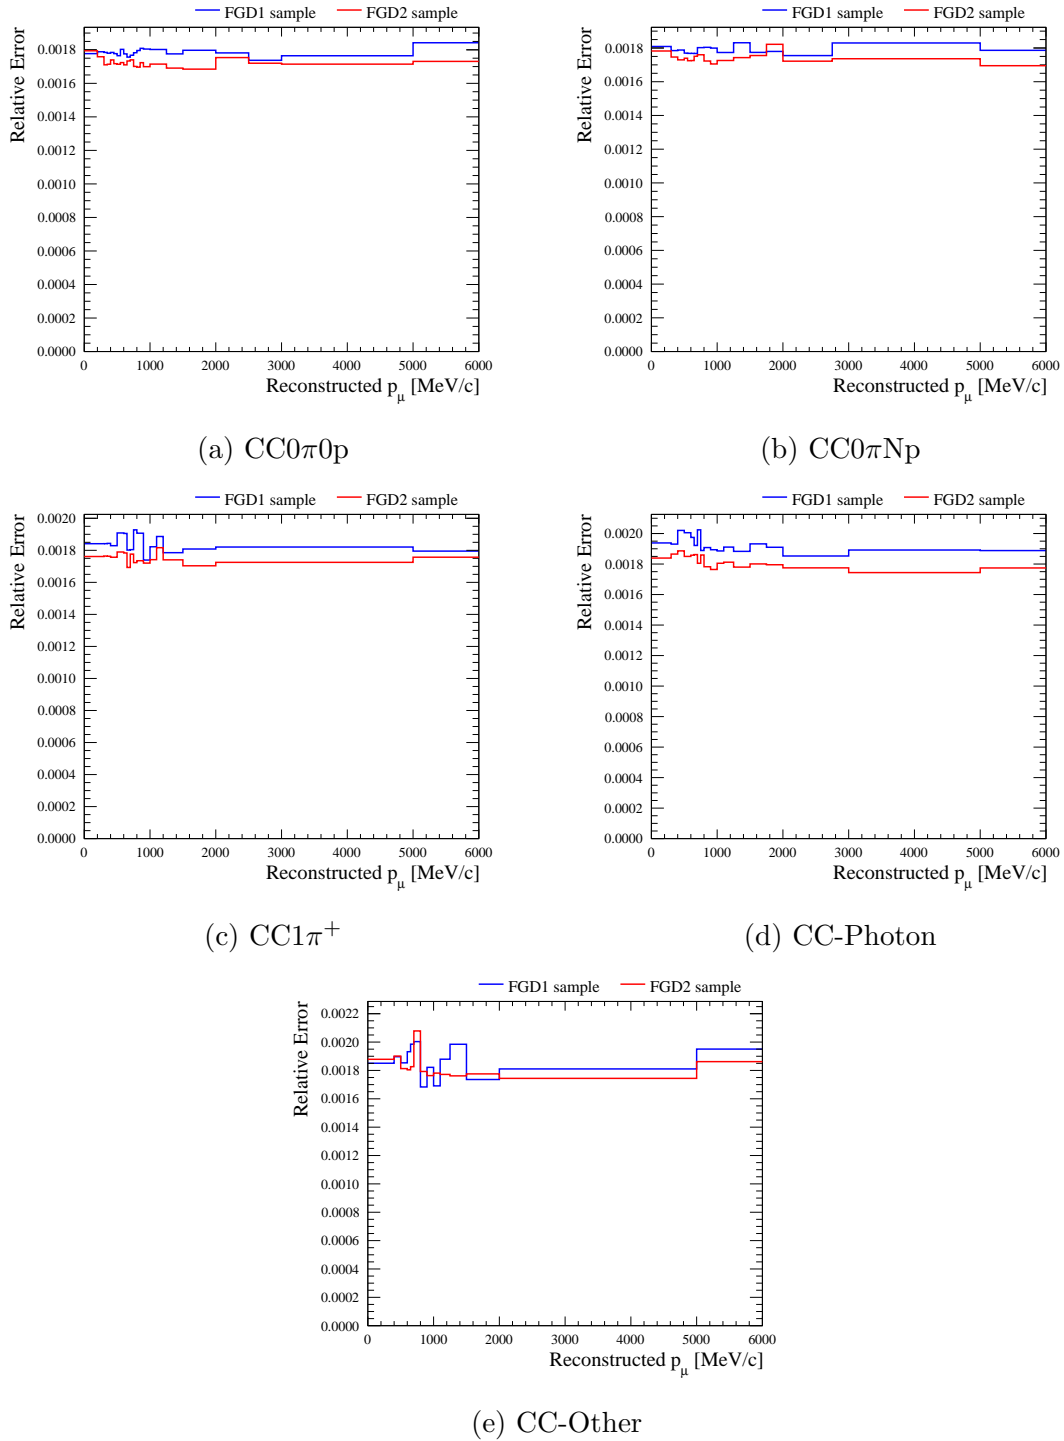 FGD1 sample FGD2 sample
Relative Error
0.0018
0.0016
0.0014
0.0012
0.0010
0.0008
0.0006
0.0004
0.0002
0.0000
0 1000 2000 3000 4000 5000 6000
Reconstructed pμ [MeV/c]
(a) CC0π0p
FGD1 sample FGD2 sample
Relative Error
0.0018
0.0016
0.0014
0.0012
0.0010
0.0008
0.0006
0.0004
0.0002
0.0000
0 1000 2000 3000 4000 5000 6000
Reconstructed pμ [MeV/c]
(b) CC0πNp
FGD1 sample FGD2 sample
Relative Error
0.0020
0.0018
0.0016
0.0014
0.0012
0.0010
0.0008
0.0006
0.0004
0.0002
0.0000
0 1000 2000 3000 4000 5000 6000
Reconstructed pμ [MeV/c]
(c) CC1π+
FGD1 sample FGD2 sample
Relative Error
0.0020
0.0018
0.0016
0.0014
0.0012
0.0010
0.0008
0.0006
0.0004
0.0002
0.0000
0 1000 2000 3000 4000 5000 6000
Reconstructed pμ [MeV/c]
(d) CC-Photon
FGD1 sample FGD2 sample
Relative Error
0.0022
0.0020
0.0018
0.0016
0.0014
0.0012
0.0010
0.0008
0.0006
0.0004
0.0002
0.0000
0 1000 2000 3000 4000 5000 6000
Reconstructed pμ [MeV/c]
(e) CC-Other